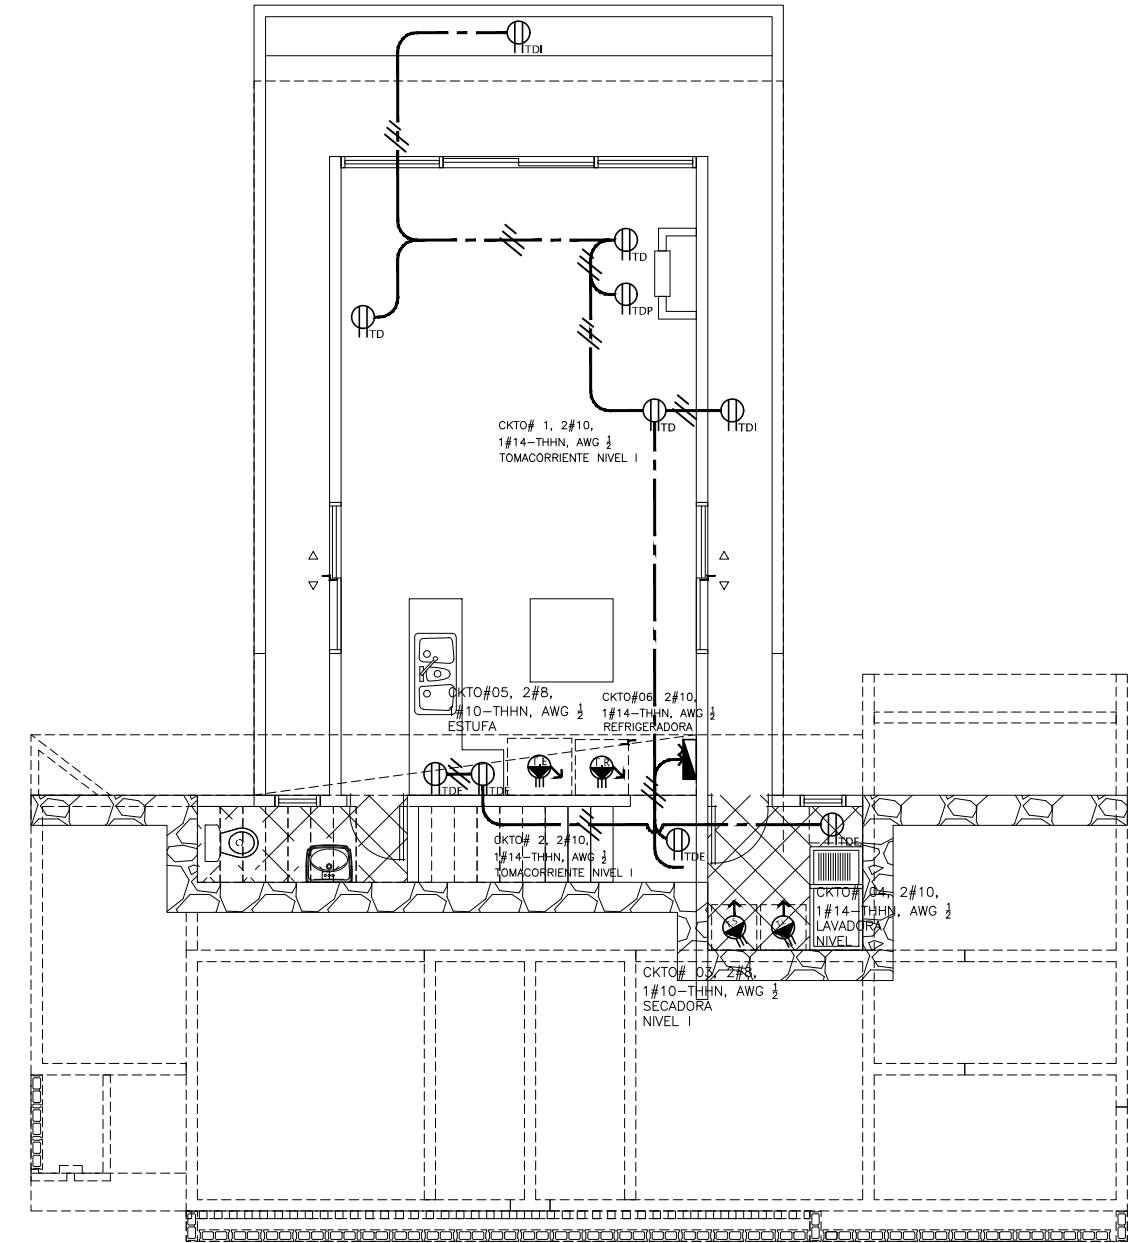 TDI
TD
TDP
TD
TD
TDI
CKTO# 1, 2#10,
1#14-THHN, AWG ½
TOMACORRIENTE NIVEL I
CKTO#05, 2#8,
1#10-THHN, AWG ½
ESTUFA
CKTO#06, 2#10,
1#14-THHN, AWG ½
REFRIGERADORA
T.E
T.R
TDE
TDE
CKTO# 2, 2#10,
1#14-THHN, AWG ½
TOMACORRIENTE NIVEL I
TDE
TDE
CKTO# 04, 2#10,
1#14-THHN, AWG ½
LAVADORA
NIVEL I
CKTO# 03, 2#8,
1#10-THHN, AWG ½
SECADORA
NIVEL I